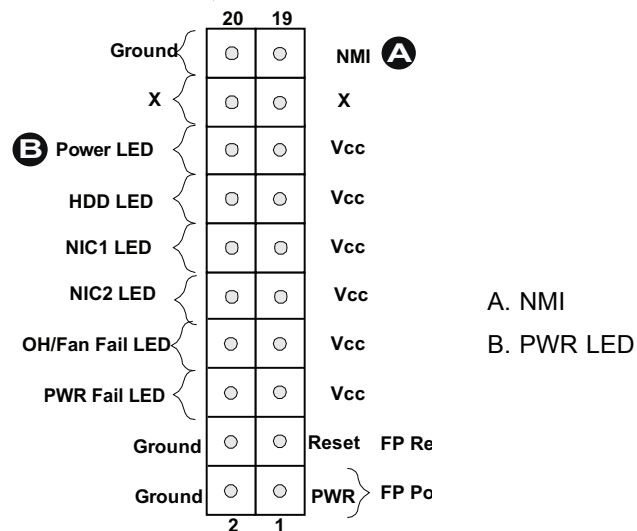 20 19
Ground NMI A
X X
B Power LED Vcc
HDD LED Vcc
NIC1 LED Vcc
NIC2 LED Vcc
OH/Fan Fail LED Vcc
PWR Fail LED Vcc
Ground Reset FP Re
Ground PWR FP Po
2 1
A. NMI
B. PWR LED